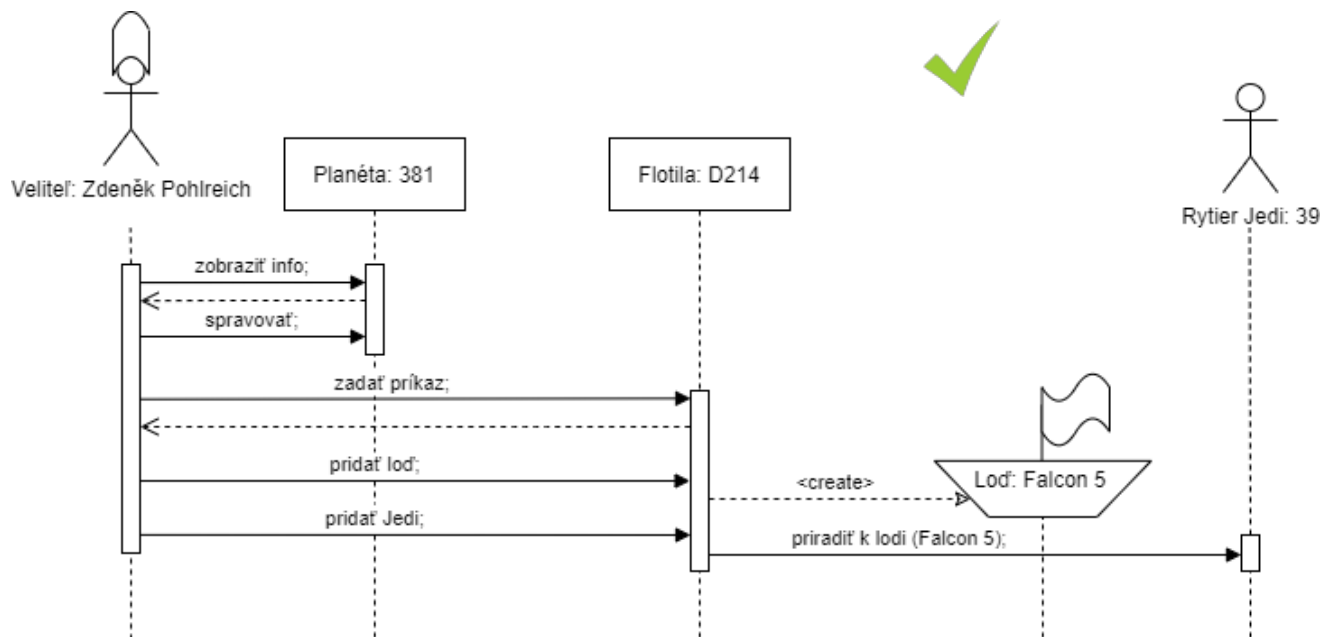 Veliteľ: Zdeněk Pohlreich
Planéta: 381
Flotila: D214
Rytier Jedi: 39
zobraziť info;
spravovať;
zadať príkaz;
pridať loď;
<create>
Loď: Falcon 5
pridať Jedi;
priradiť k lodi (Falcon 5);